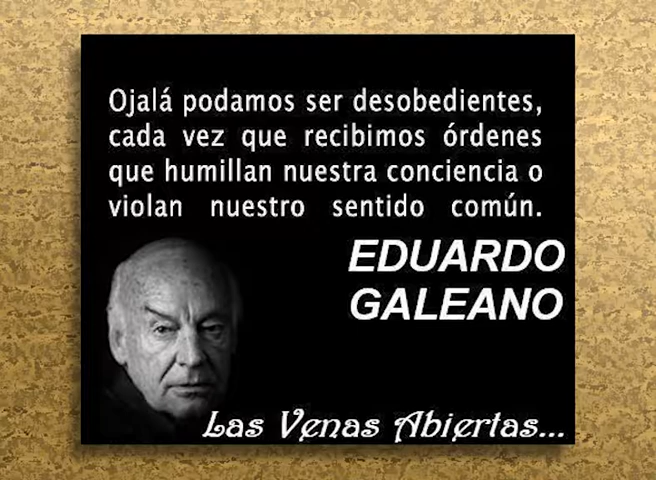 Ojalá podamos ser desobedientes,
cada vez que recibimos órdenes
que humillan nuestra conciencia o
violan nuestro sentido común.
EDUARDO
GALEANO
Las Venas Abiertas...